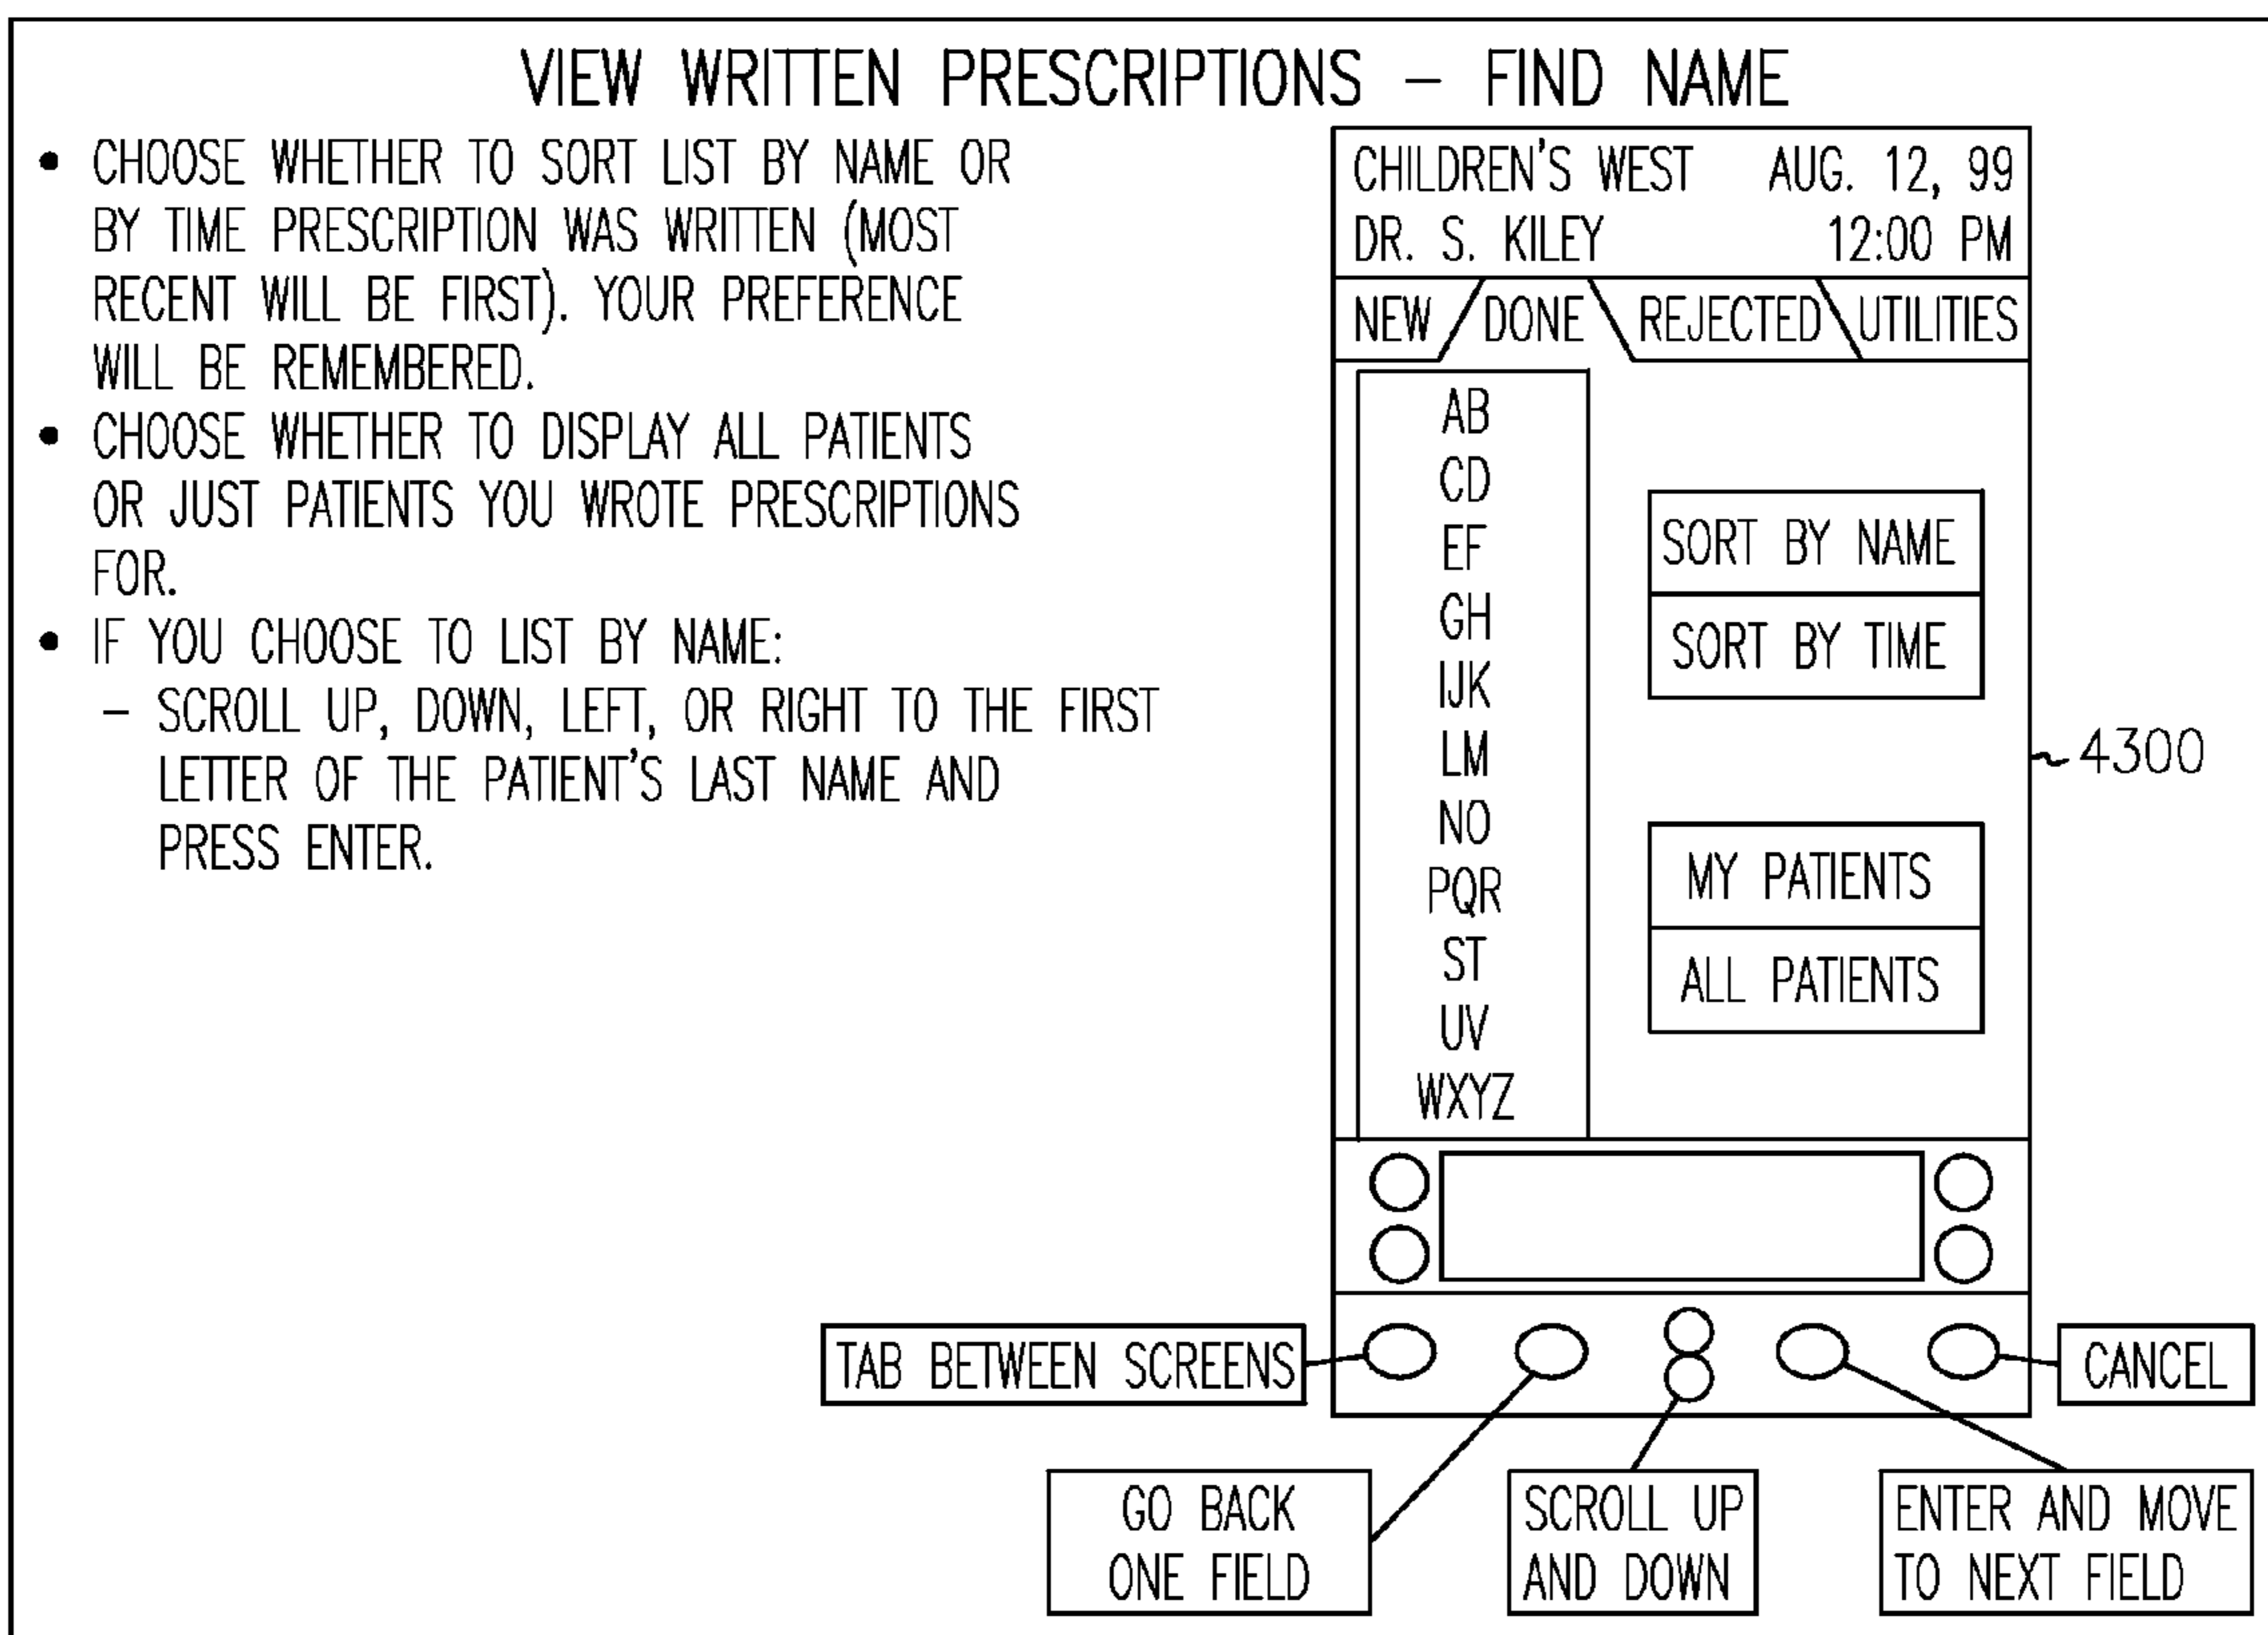 VIEW WRITTEN PRESCRIPTIONS – FIND NAME
• CHOOSE WHETHER TO SORT LIST BY NAME OR
BY TIME PRESCRIPTION WAS WRITTEN (MOST
RECENT WILL BE FIRST). YOUR PREFERENCE
WILL BE REMEMBERED.
• CHOOSE WHETHER TO DISPLAY ALL PATIENTS
OR JUST PATIENTS YOU WROTE PRESCRIPTIONS
FOR.
• IF YOU CHOOSE TO LIST BY NAME:
– SCROLL UP, DOWN, LEFT, OR RIGHT TO THE FIRST
LETTER OF THE PATIENT'S LAST NAME AND
PRESS ENTER.
CHILDREN'S WEST AUG. 12, 99
DR. S. KILEY 12:00 PM
NEW DONE REJECTED UTILITIES
AB
CD
EF
GH
IJK
LM
NO
PQR
ST
UV
WXYZ
SORT BY NAME
SORT BY TIME
MY PATIENTS
ALL PATIENTS
4300
TAB BETWEEN SCREENS
CANCEL
GO BACK
ONE FIELD
SCROLL UP
AND DOWN
ENTER AND MOVE
TO NEXT FIELD